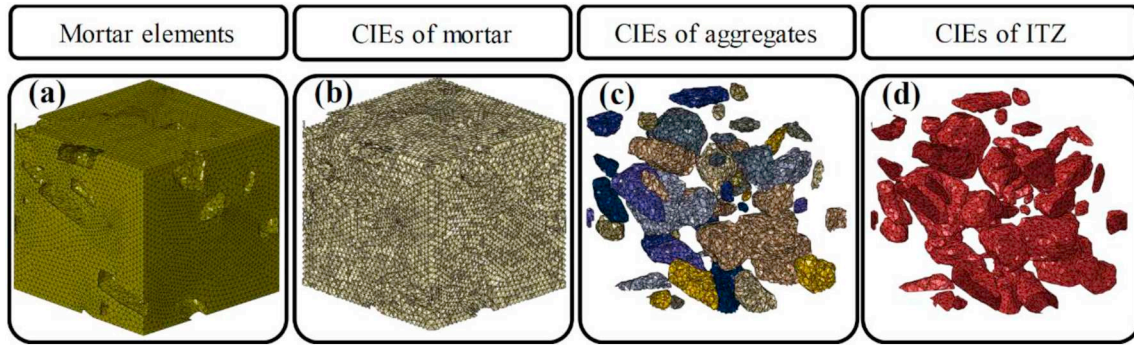 Mortar elements
CIEs of mortar
CIEs of aggregates
CIEs of ITZ
(a)
(b)
(c)
(d)